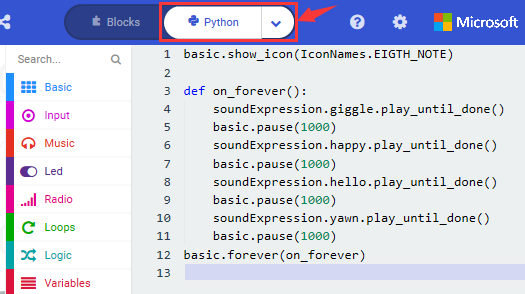 Blocks
Python
Microsoft
Search...
Basic
Input
Music
Led
Radio
Loops
Logic
Variables
1 basic.show_icon(IconNames.EIGTH_NOTE)
2
3 def on_forever():
4 soundExpression.giggle.play_until_done()
5 basic.pause(1000)
6 soundExpression.happy.play_until_done()
7 basic.pause(1000)
8 soundExpression.hello.play_until_done()
9 basic.pause(1000)
10 soundExpression.yawn.play_until_done()
11 basic.pause(1000)
12 basic.forever(on_forever)
13